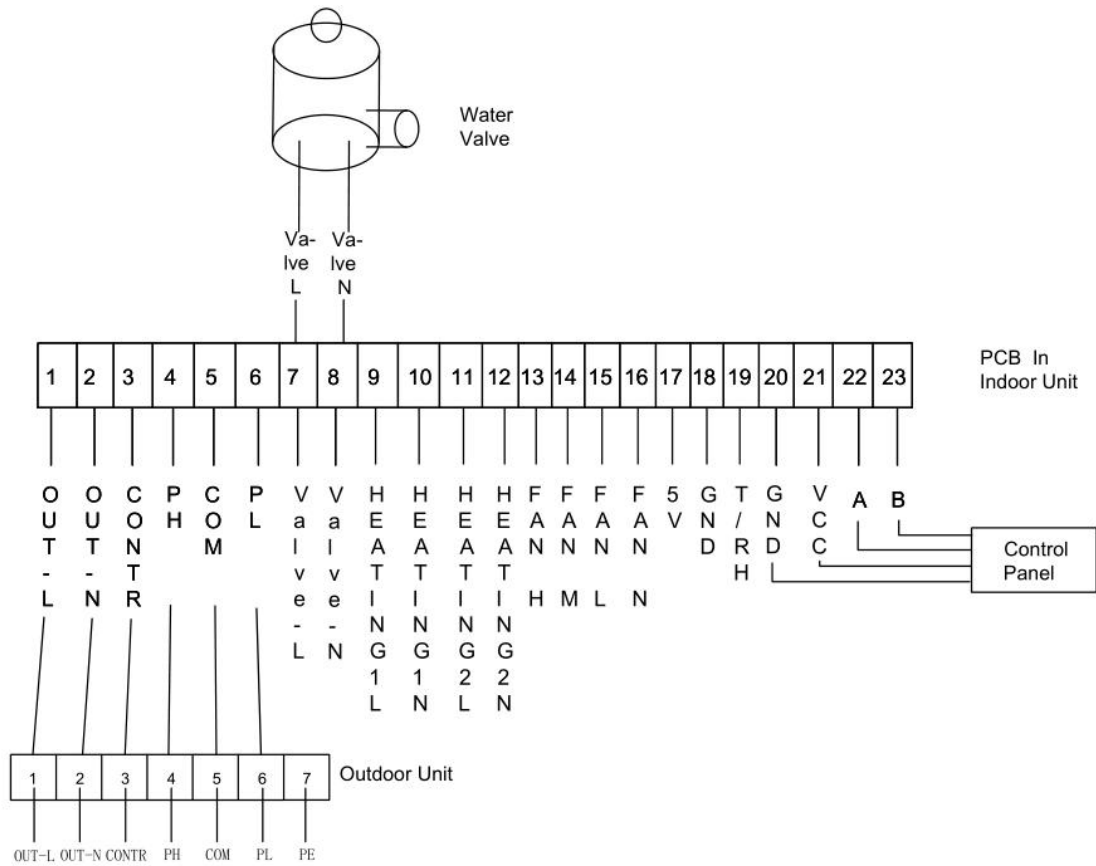 Water
Valve
Va-
lve
L
Va-
lve
N
PCB In
Indoor Unit
1 2 3 4 5 6 7 8 9 10 11 12 13 14 15 16 17 18 19 20 21 22 23
OUT-L
OUT-N
CONTR
PH
COM
PL
Valve-L
Valve-N
HEATING1L
HEATING1N
HEATING2L
HEATING2N
FAN H
FAN M
FAN L
FAN N
5V
GND
T/RH
GND
VCC
A
B
Control
Panel
1 2 3 4 5 6 7
Outdoor Unit
OUT-L OUT-N CONTR PH COM PL PE